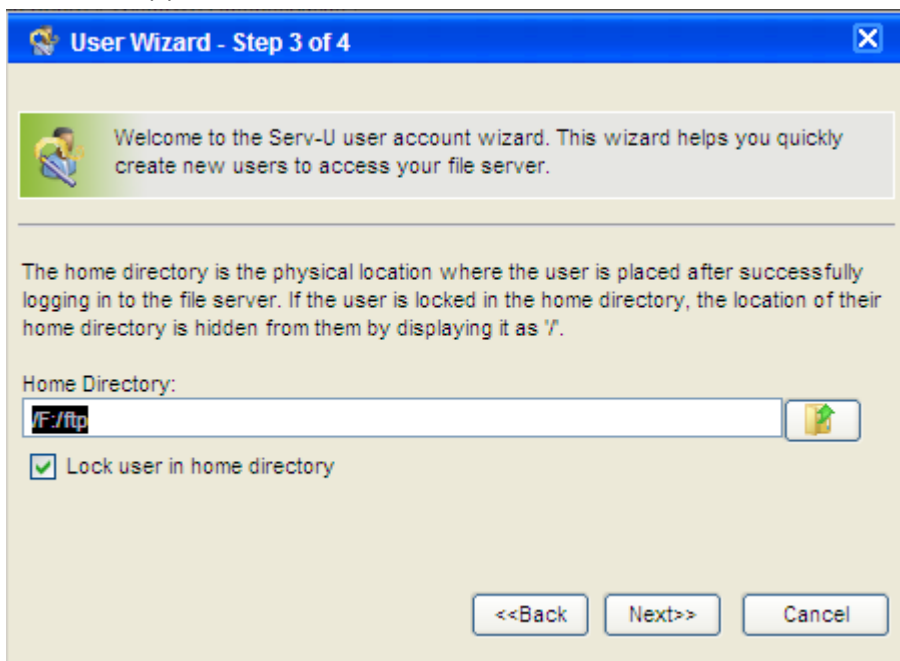 User Wizard - Step 3 of 4
Welcome to the Serv-U user account wizard. This wizard helps you quickly
create new users to access your file server.
The home directory is the physical location where the user is placed after successfully
logging in to the file server. If the user is locked in the home directory, the location of their
home directory is hidden from them by displaying it as '/'.
Home Directory:
/F:/ftp
Lock user in home directory
<<Back Next>> Cancel